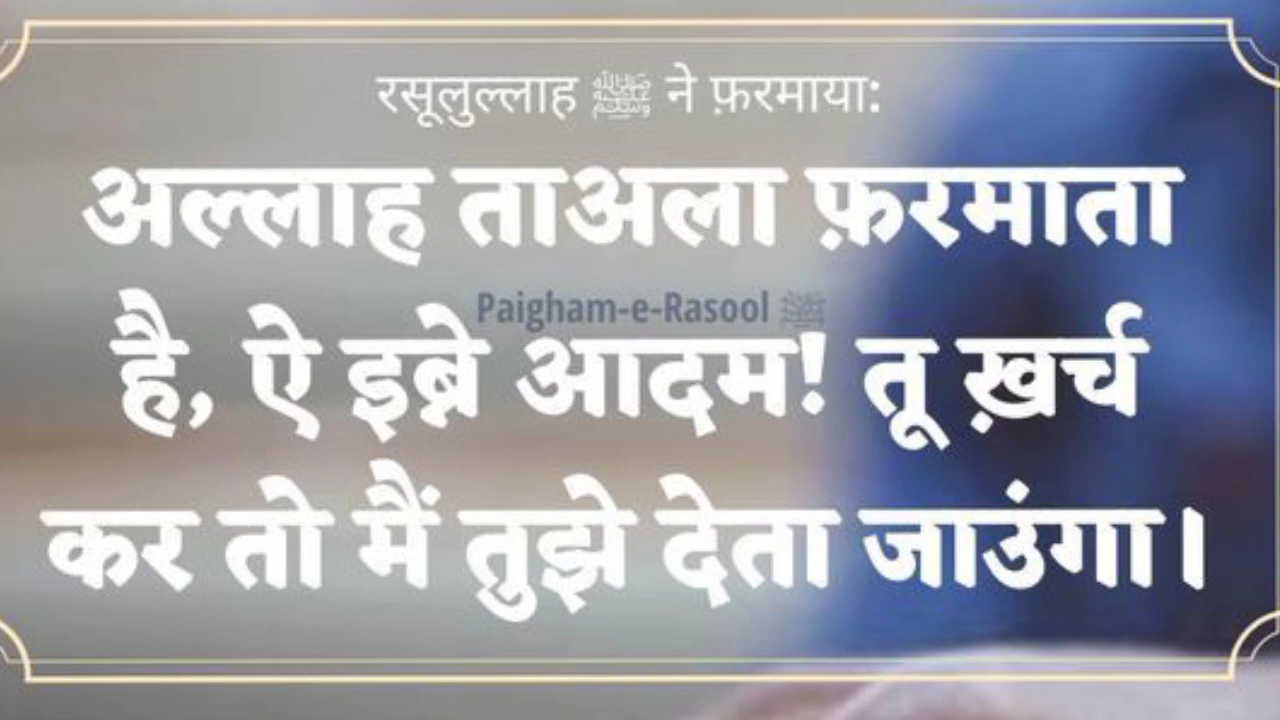 रसूलुल्लाह ﷺ ने फ़रमाया:
अल्लाह ताअला फ़रमाता
Paigham-e-Rasool ﷺ
है, ऐ इब्ने आदम! तू ख़र्च
कर तो मैं तुझे देता जाउंगा।